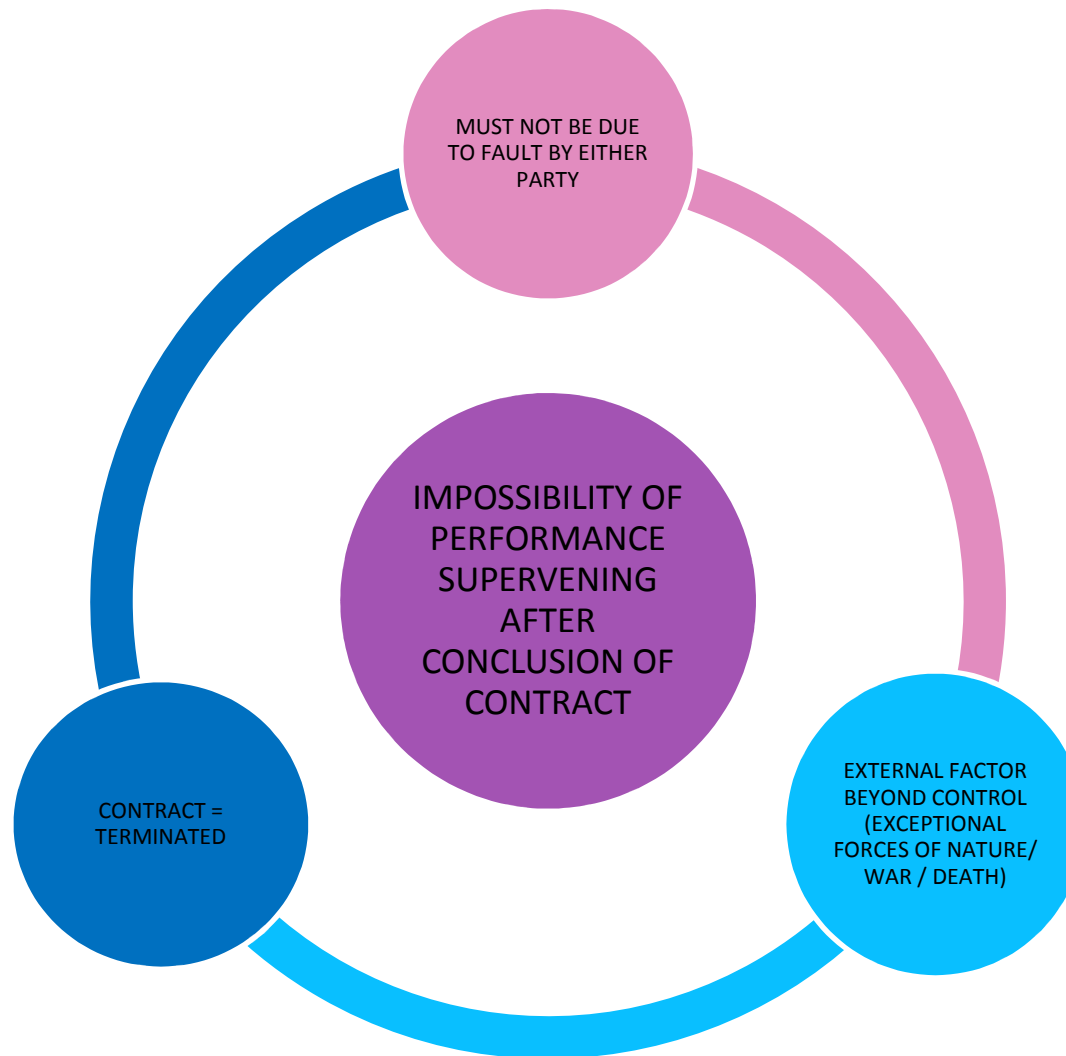 MUST NOT BE DUE
TO FAULT BY EITHER
PARTY
IMPOSSIBILITY OF
PERFORMANCE
SUPERVENING
AFTER
CONCLUSION OF
CONTRACT
EXTERNAL FACTOR
BEYOND CONTROL
(EXCEPTIONAL
FORCES OF NATURE/
WAR / DEATH)
CONTRACT =
TERMINATED